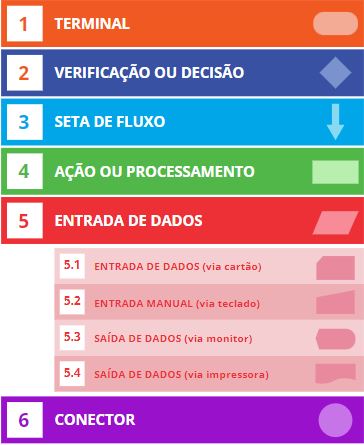 1 TERMINAL
2 VERIFICAÇÃO OU DECISÃO
3 SETA DE FLUXO
4 AÇÃO OU PROCESSAMENTO
5 ENTRADA DE DADOS
5.1 ENTRADA DE DADOS (via cartão)
5.2 ENTRADA MANUAL (via teclado)
5.3 SAÍDA DE DADOS (via monitor)
5.4 SAÍDA DE DADOS (via impressora)
6 CONECTOR